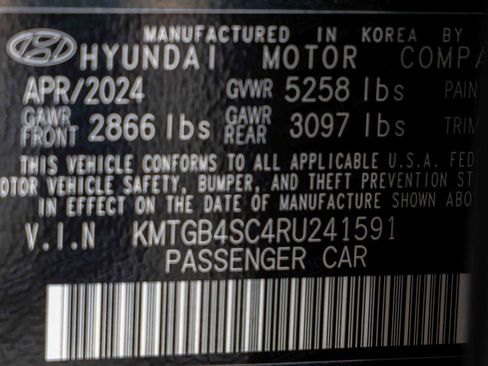 MANUFACTURED IN KOREA BY
HYUNDAI MOTOR COMPA
APR/2024 GVWR 5258 lbs PAIN
GAWR FRONT 2866 lbs GAWR REAR 3097 lbs TRIM
THIS VEHICLE CONFORMS TO ALL APPLICABLE U.S.A. FED
OTOR VEHICLE SAFETY, BUMPER, AND THEFT PREVENTION ST
IN EFFECT ON THE DATE OF MANUFACTURE SHOWN ABO
V.I.N KMTGB4SC4RU241591
PASSENGER CAR